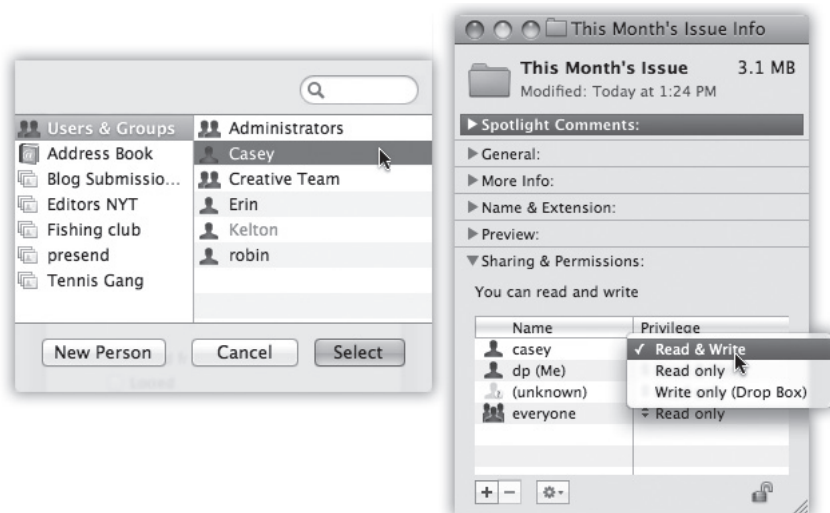 Users & Groups
Address Book
Blog Submissio...
Editors NYT
Fishing club
presend
Tennis Gang
Administrators
Casey
Creative Team
Erin
Kelton
robin
New Person
Cancel
Select
This Month's Issue Info
This Month's Issue 3.1 MB
Modified: Today at 1:24 PM
Spotlight Comments:
General:
More Info:
Name & Extension:
Preview:
Sharing & Permissions:
You can read and write
Name Privilege
casey ✓ Read & Write
dp (Me) Read only
(unknown) Write only (Drop Box)
everyone Read only